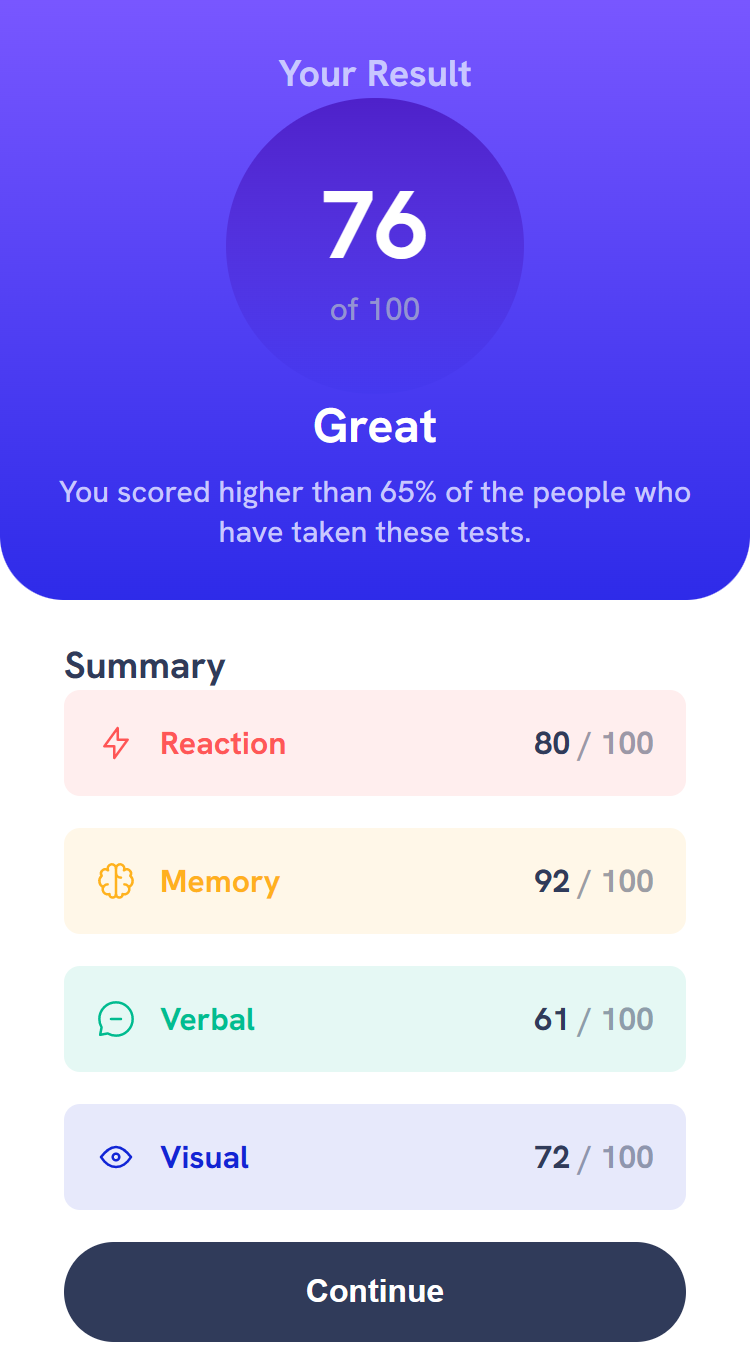 Your Result
76
of 100
Great
You scored higher than 65% of the people who
have taken these tests.
Summary
Reaction 80 / 100
Memory 92 / 100
Verbal 61 / 100
Visual 72 / 100
Continue